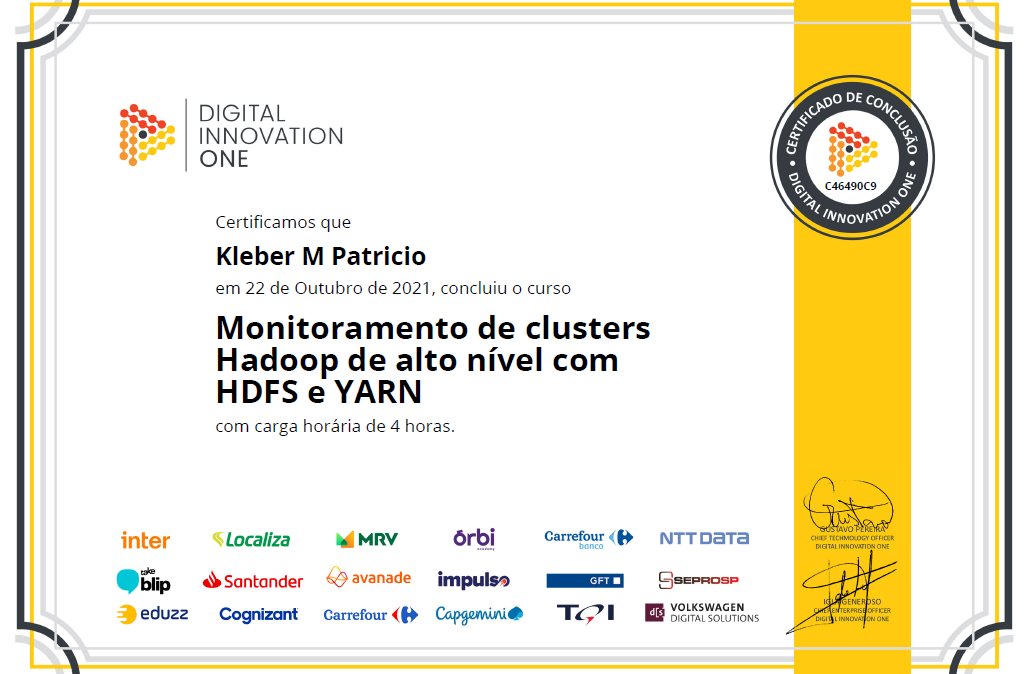 DIGITAL
INNOVATION
ONE
CERTIFICADO DE CONCLUSÃO
C46490C9
• DIGITAL INNOVATION ONE •
Certificamos que
Kleber M Patricio
em 22 de Outubro de 2021, concluiu o curso
Monitoramento de clusters
Hadoop de alto nível com
HDFS e YARN
com carga horária de 4 horas.
GUSTAVO PEREIRA
CHIEF TECHNOLOGY OFFICER
DIGITAL INNOVATION ONE
inter Localiza MRV órbi Carrefour banco NTT DATA
take blip Santander avanade impulso GFT SEPROSP
IGLÁ GENEROSO
CHIEF ENTERPRISE OFFICER
DIGITAL INNOVATION ONE
eduzz Cognizant Carrefour Capgemini TQI d|s VOLKSWAGEN
DIGITAL SOLUTIONS